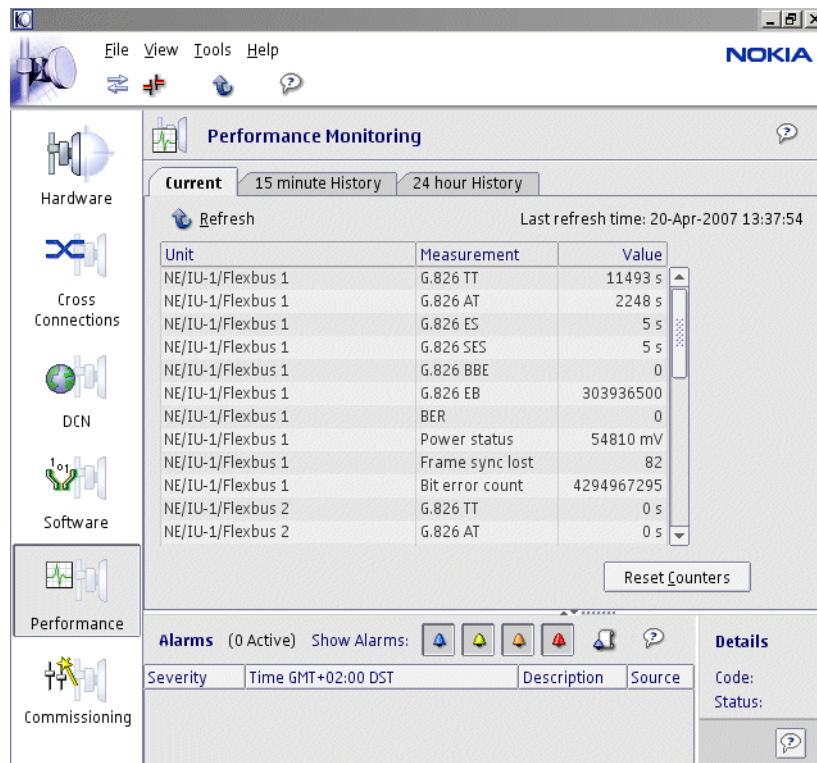 File View Tools Help
NOKIA
Performance Monitoring
Current 15 minute History 24 hour History
Refresh Last refresh time: 20-Apr-2007 13:37:54
Unit Measurement Value
NE/IU-1/Flexbus 1 G.826 TT 11493 s
NE/IU-1/Flexbus 1 G.826 AT 2248 s
NE/IU-1/Flexbus 1 G.826 ES 5 s
NE/IU-1/Flexbus 1 G.826 SES 5 s
NE/IU-1/Flexbus 1 G.826 BBE 0
NE/IU-1/Flexbus 1 G.826 EB 303936500
NE/IU-1/Flexbus 1 BER 0
NE/IU-1/Flexbus 1 Power status 54810 mV
NE/IU-1/Flexbus 1 Frame sync lost 82
NE/IU-1/Flexbus 1 Bit error count 4294967295
NE/IU-1/Flexbus 2 G.826 TT 0 s
NE/IU-1/Flexbus 2 G.826 AT 0 s
Reset Counters
Hardware
Cross
Connections
DCN
Software
Performance
Commissioning
Alarms (0 Active) Show Alarms:
Severity Time GMT+02:00 DST Description Source
Details
Code:
Status: